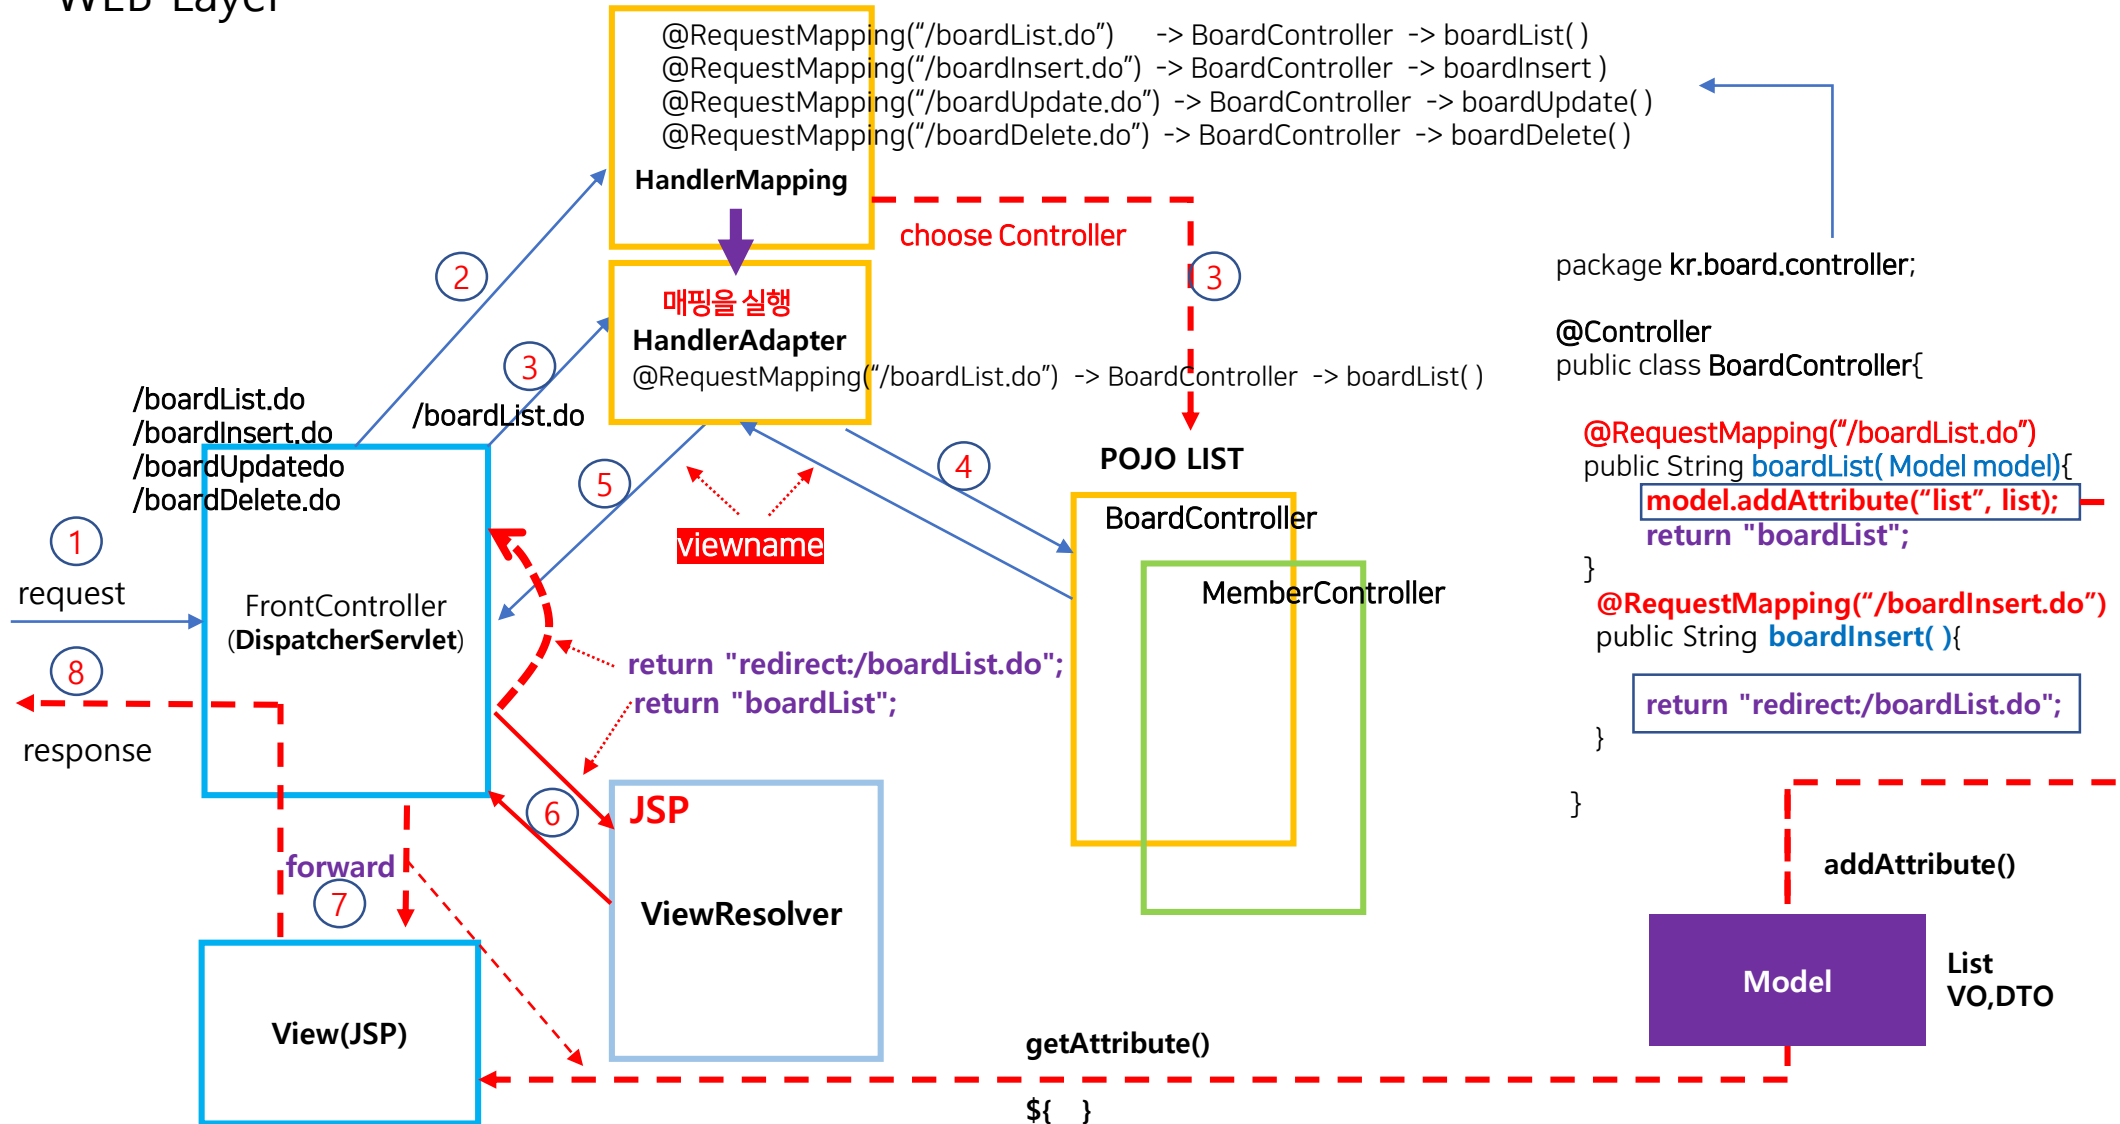 WEB Layer
@RequestMapping(“/boardList.do”) -> BoardController -> boardList( )
@RequestMapping(“/boardInsert.do”) -> BoardController -> boardInsert )
@RequestMapping(“/boardUpdate.do”) -> BoardController -> boardUpdate( )
@RequestMapping(“/boardDelete.do”) -> BoardController -> boardDelete( )
HandlerMapping
choose Controller
2
3
매핑을 실행
HandlerAdapter
@RequestMapping(“/boardList.do”) -> BoardController -> boardList( )
3
/boardList.do
/boardInsert.do
/boardUpdatedo
/boardDelete.do
/boardList.do
1
request
FrontController
(DispatcherServlet)
8
response
5
viewname
4
POJO LIST
BoardController
MemberController
return "redirect:/boardList.do";
return "boardList";
6
JSP
ViewResolver
forward
7
View(JSP)
package kr.board.controller;
@Controller
public class BoardController{
@RequestMapping(“/boardList.do”)
public String boardList( Model model){
model.addAttribute(“list”, list);
return "boardList";
}
@RequestMapping(“/boardInsert.do”)
public String boardInsert( ){
return "redirect:/boardList.do";
}
}
addAttribute()
Model
List
VO,DTO
getAttribute()
${ }